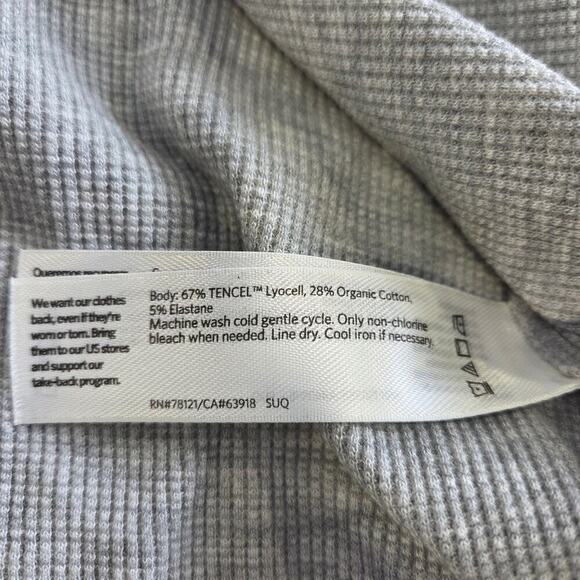 Queremos
We want our clothes
back, even if they're
worn or torn. Bring
them to our US stores
and support our
take-back program.
Body: 67% TENCEL™ Lyocell, 28% Organic Cotton,
5% Elastane
Machine wash cold gentle cycle. Only non-chlorine
bleach when needed. Line dry. Cool iron if necessary.
RN#78121/CA#63918 SUQ